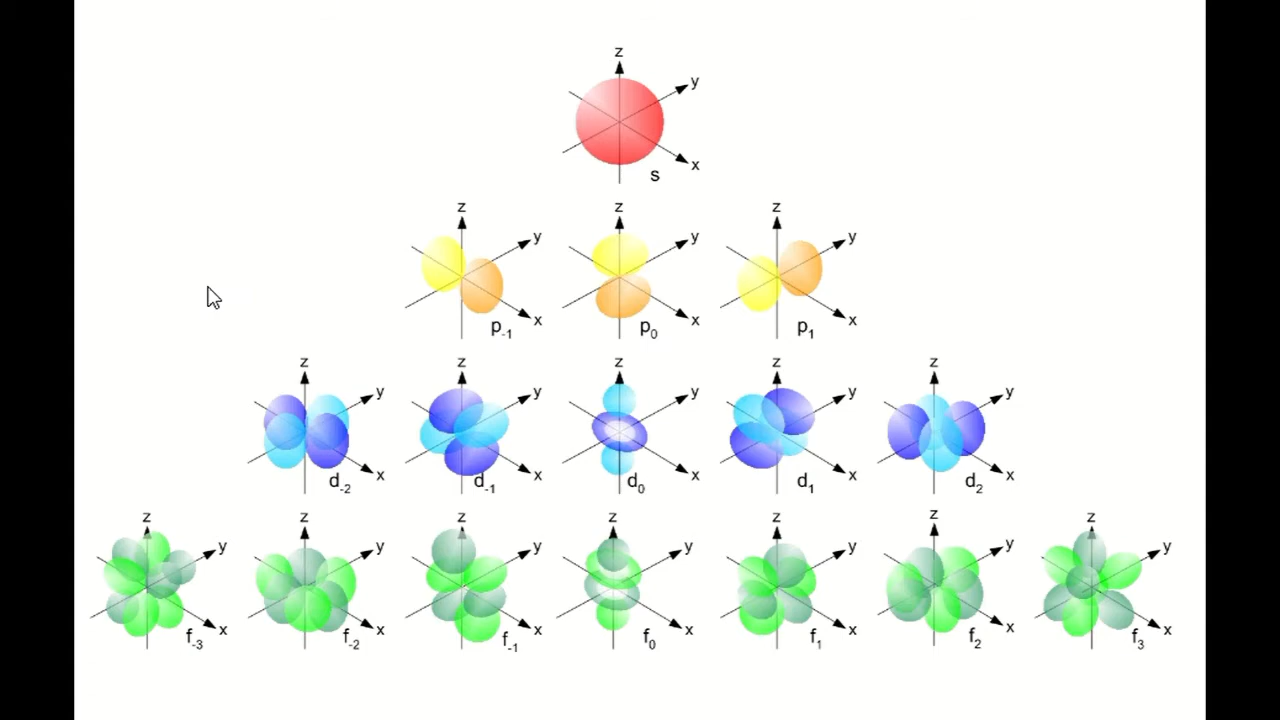 z
y
x
s
z z z
y y y
x x x
p-1 p0 p1
z z z z z
y y y y y
x x x x x
d-2 d-1 d0 d1 d2
z z z z z z z
y y y y y y y
x x x x x x x
f-3 f-2 f-1 f0 f1 f2 f3